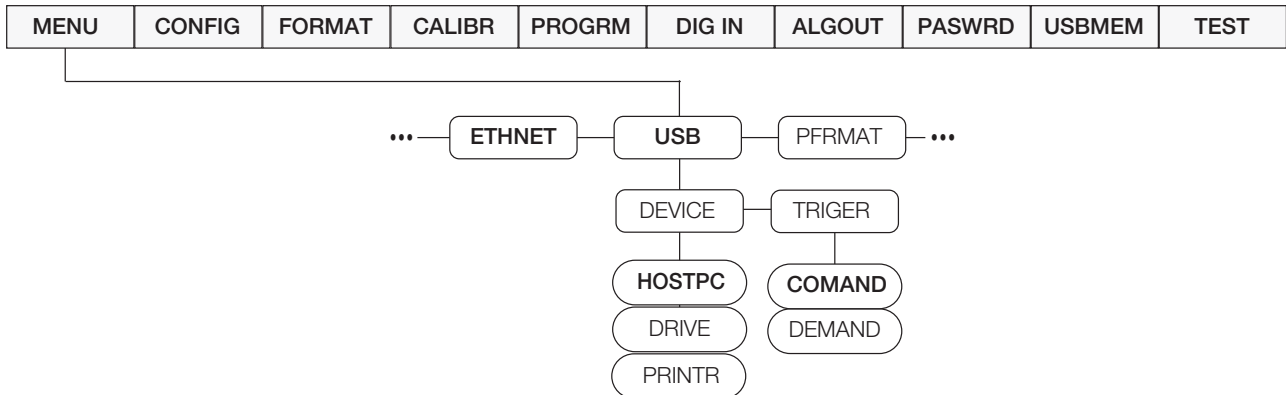 MENU CONFIG FORMAT CALIBR PROGRM DIG IN ALGOUT PASWRD USBMEM TEST
••• ETHNET USB PFRMAT •••
DEVICE TRIGER
HOSTPC COMAND
DRIVE DEMAND
PRINTR